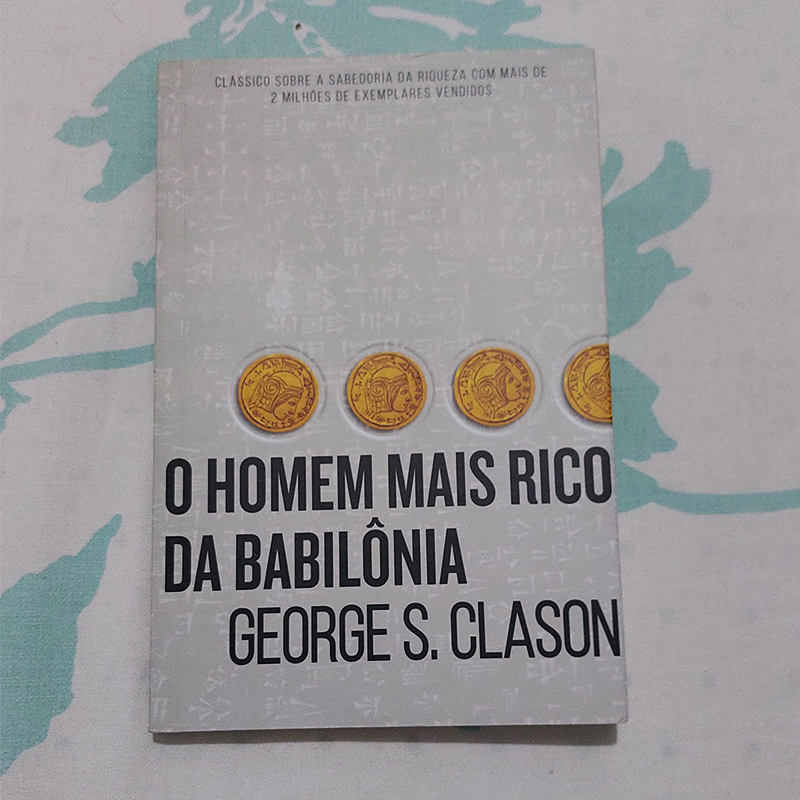 CLÁSSICO SOBRE A SABEDORIA DA RIQUEZA COM MAIS DE
2 MILHÕES DE EXEMPLARES VENDIDOS
O HOMEM MAIS RICO
DA BABILÔNIA
GEORGE S. CLASON